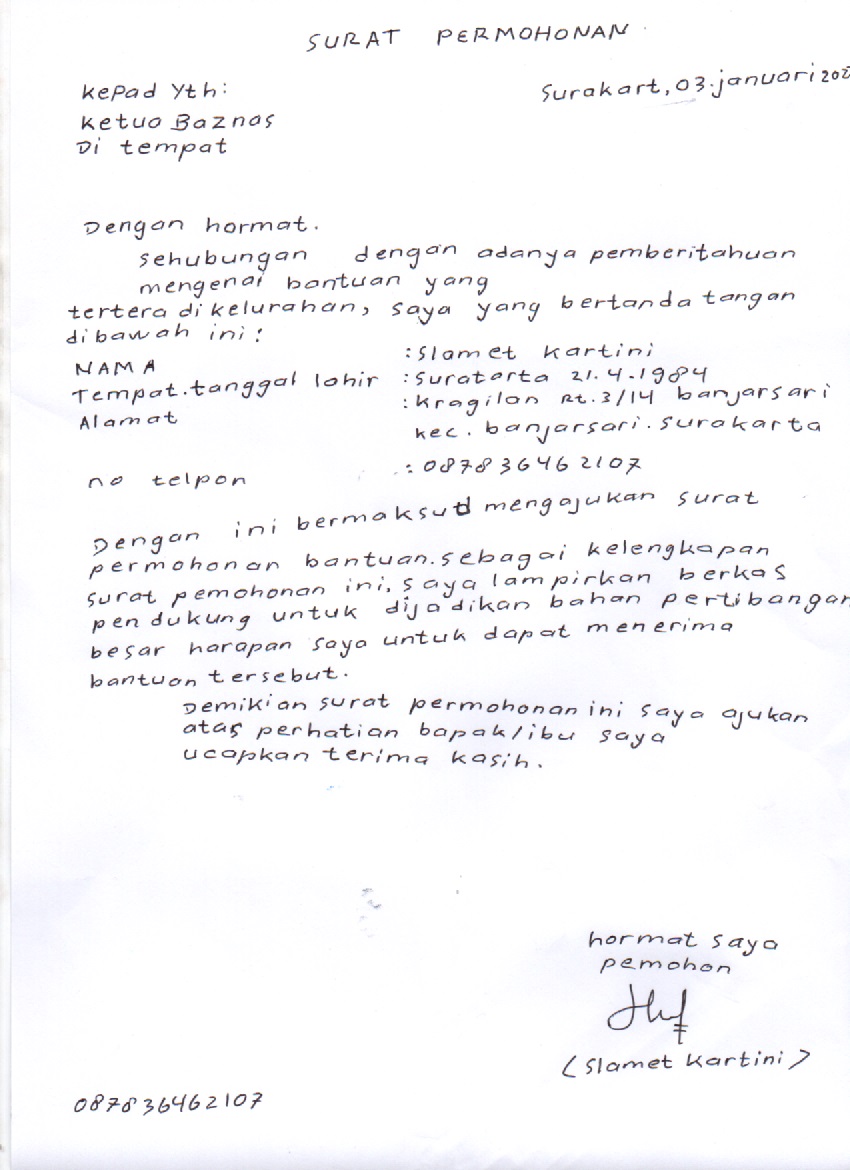 SURAT PERMOHONAN
Surakart, 03.januari 202
kepad Yth:
ketua Baznas
Di tempat
Dengan hormat.
sehubungan dengan adanya pemberitahuan
mengenai bantuan yang
tertera dikelurahan, saya yang bertanda tangan
dibawah ini:
NAMA :Slamet kartini
Tempat.tanggal lahir :Suratarta 21.4.1984
Alamat :kragilan Rt.3/14 banjarsari
kec. banjarsari.surakarta
no telpon :087836462107
Dengan ini bermaksud mengajukan surat
permohonan bantuan.sebagai kelengkapan
surat pemohonan ini,saya lampirkan berkas
pendukung untuk dijadikan bahan pertibangan
besar harapan saya untuk dapat menerima
bantuan tersebut.
Demikian surat permohonan ini saya ajukan
atas perhatian bapak/ibu saya
ucapkan terima kasih.
hormat saya
pemohon
(Slamet kartini)
087836462107